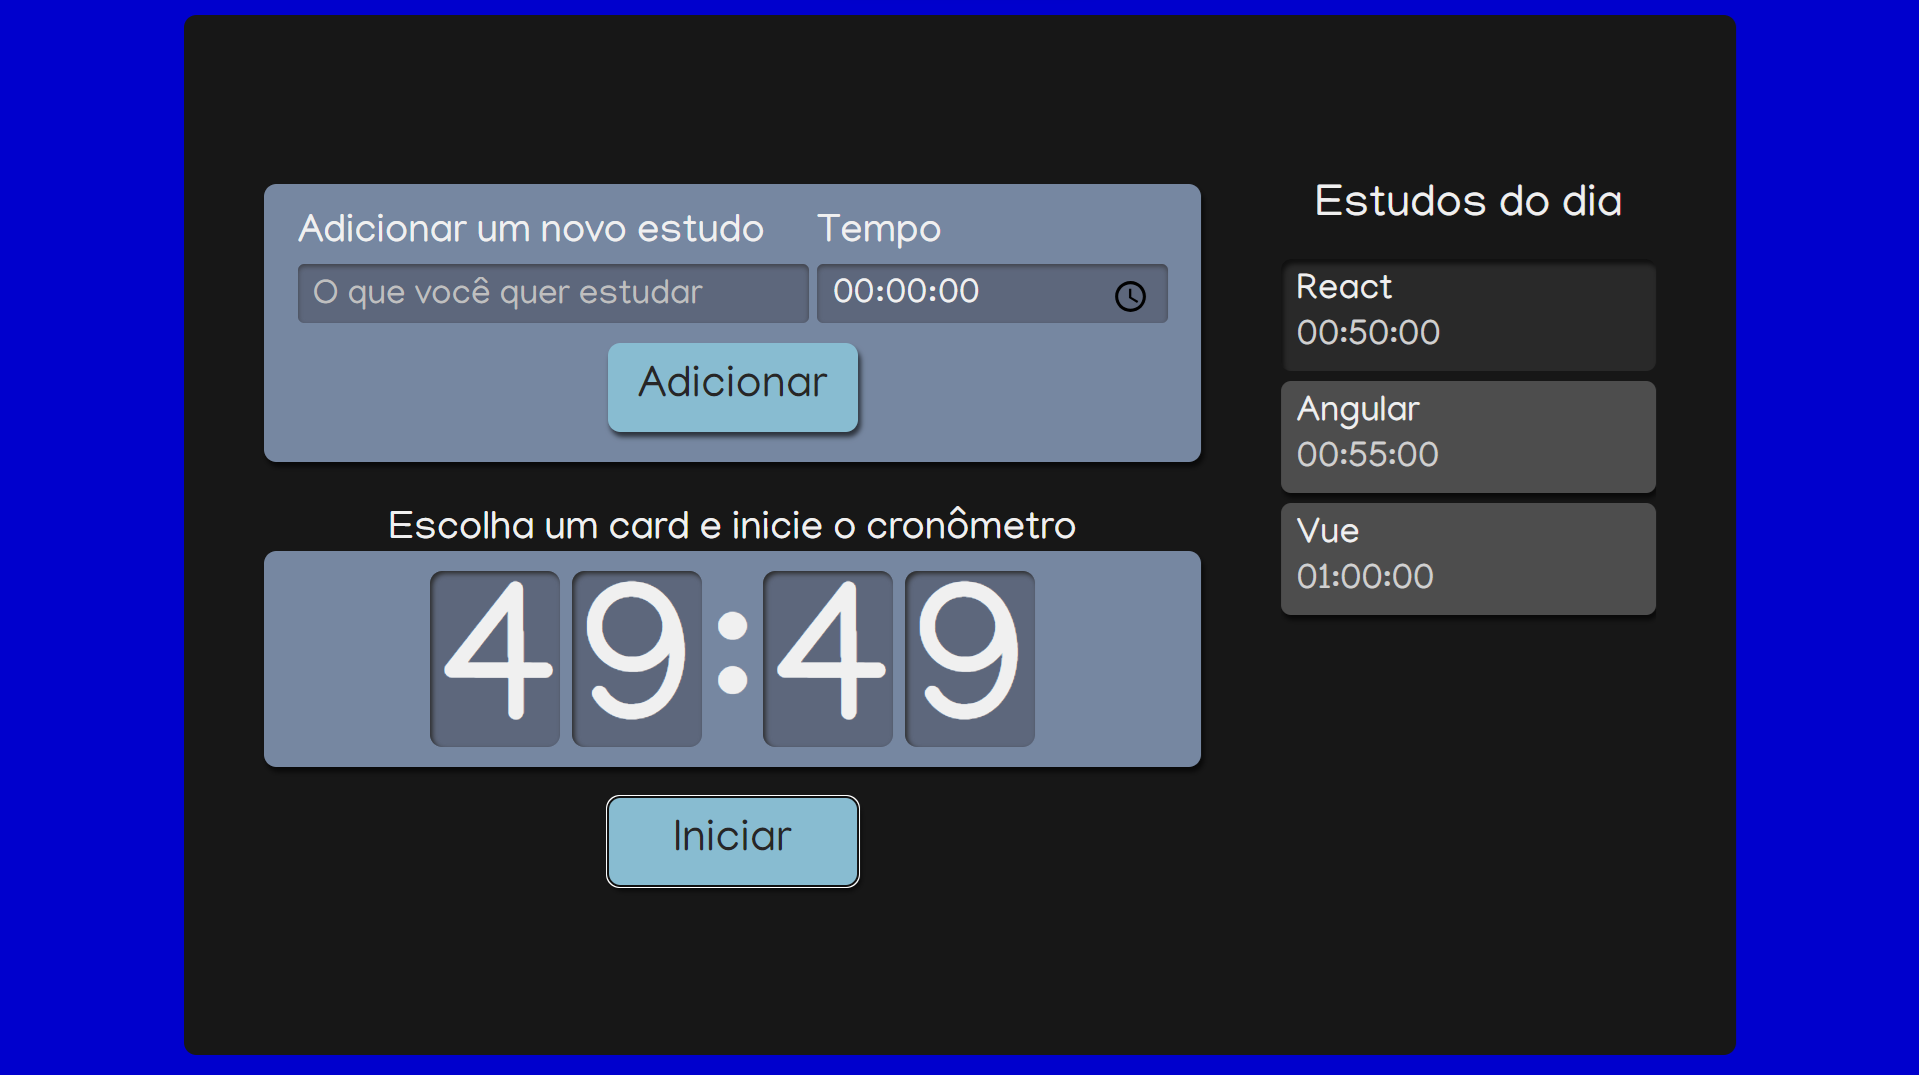 Adicionar um novo estudo
Tempo
O que você quer estudar
00:00:00
Adicionar
Escolha um card e inicie o cronômetro
49:49
Iniciar
Estudos do dia
React
00:50:00
Angular
00:55:00
Vue
01:00:00